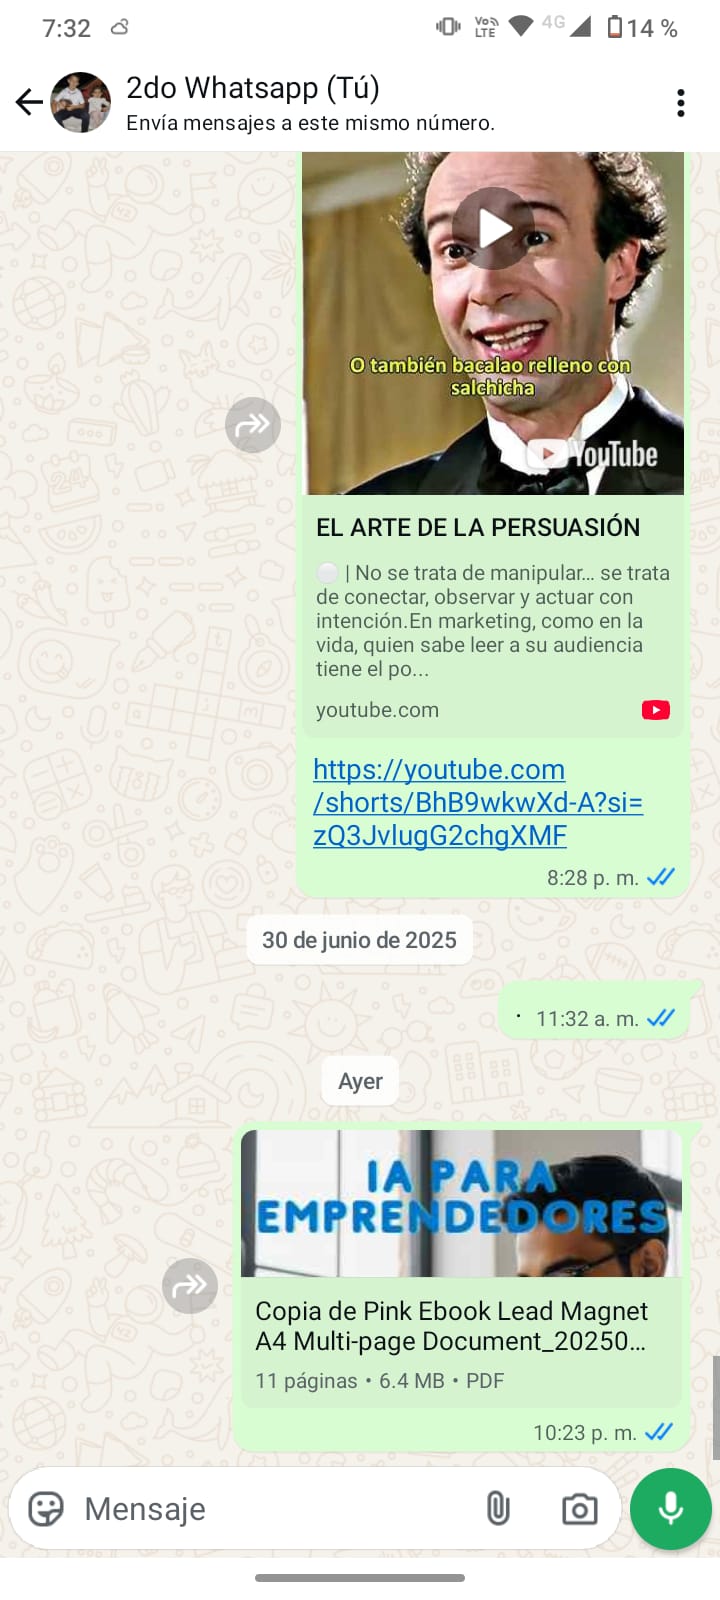 7:32
VoLTE 4G 14 %
2do Whatsapp (Tú)
Envía mensajes a este mismo número.
O también bacalao relleno con
salchicha
YouTube
EL ARTE DE LA PERSUASIÓN
| No se trata de manipular... se trata
de conectar, observar y actuar con
intención.En marketing, como en la
vida, quien sabe leer a su audiencia
tiene el po...
youtube.com
https://youtube.com
/shorts/BhB9wkwXd-A?si=
zQ3JvlugG2chgXMF
8:28 p. m.
30 de junio de 2025
. 11:32 a. m.
Ayer
IA PARA
EMPRENDEDORES
Copia de Pink Ebook Lead Magnet
A4 Multi-page Document_20250...
11 páginas • 6.4 MB • PDF
10:23 p. m.
Mensaje